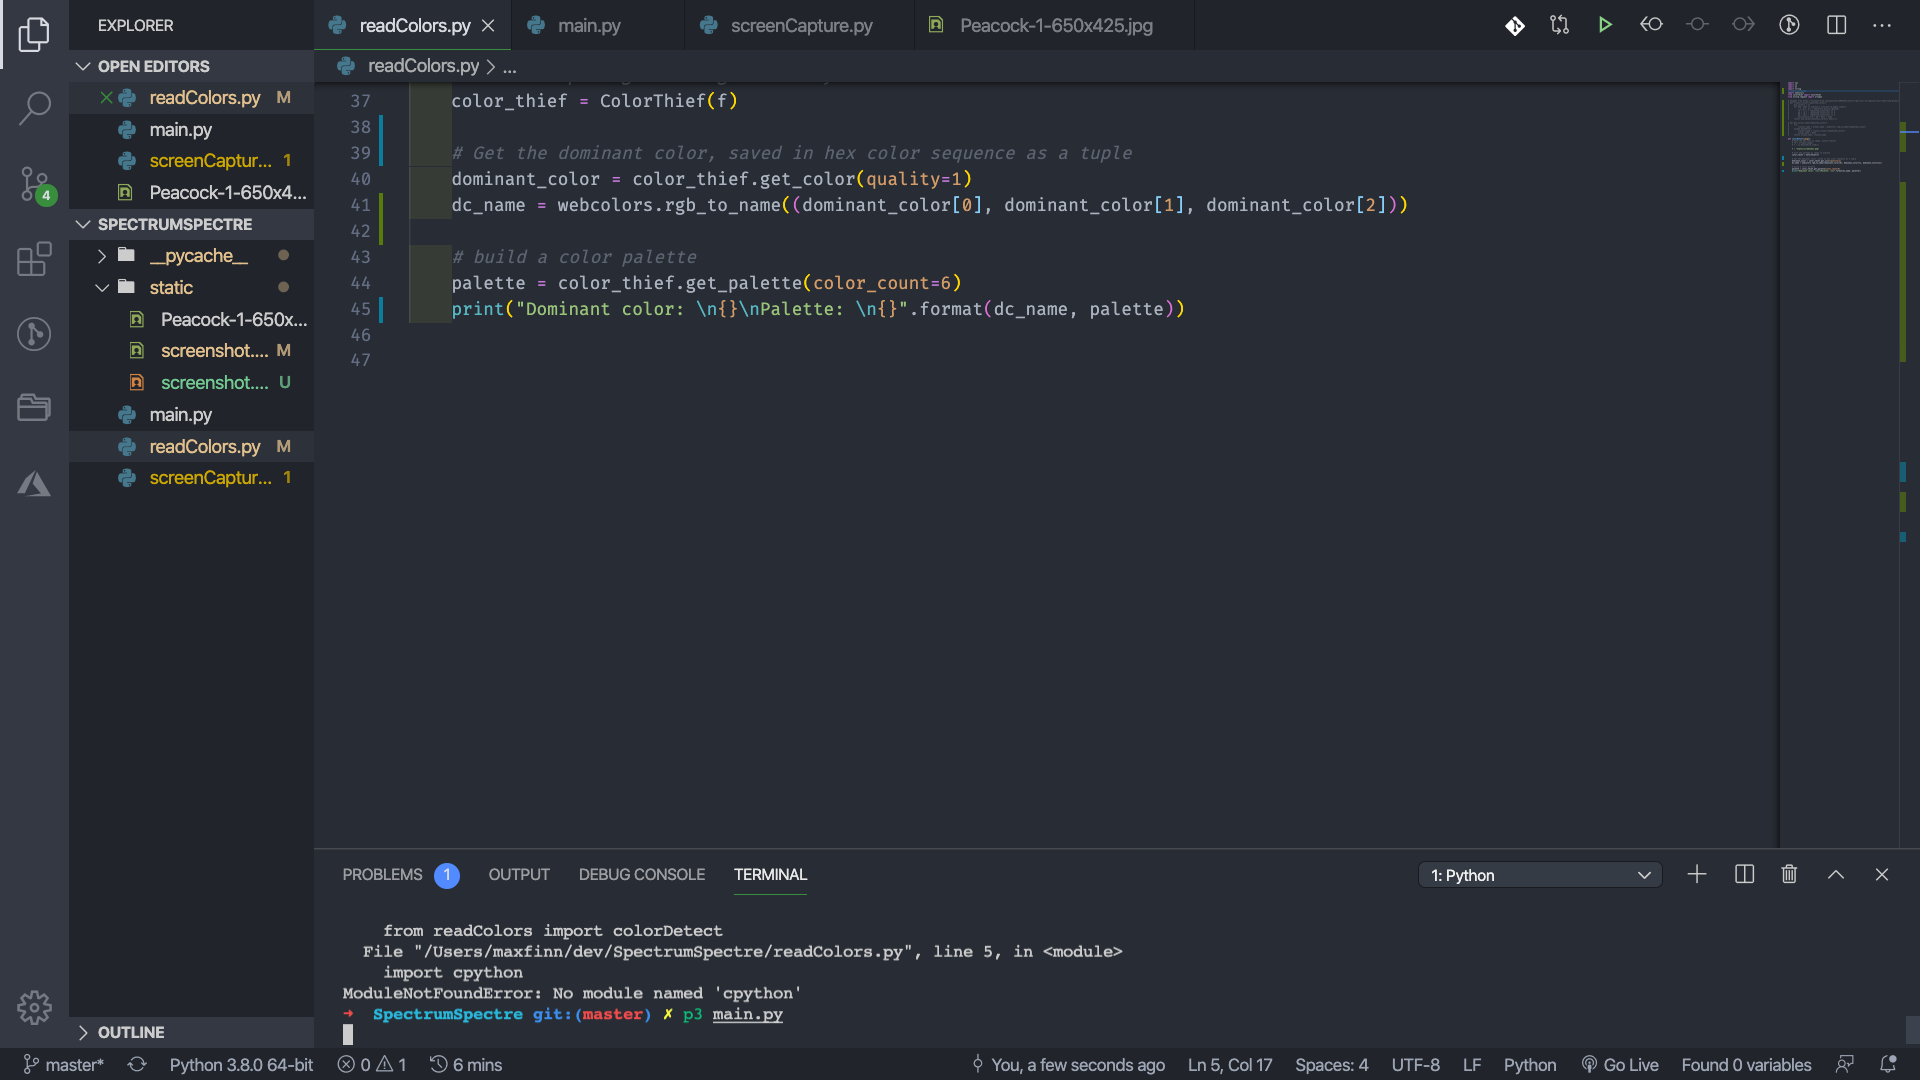 EXPLORER
OPEN EDITORS
readColors.py M
main.py
screenCaptur... 1
Peacock-1-650x4...
4
SPECTRUMSPECTRE
__pycache__
static
Peacock-1-650x...
screenshot.... M
screenshot.... U
main.py
readColors.py M
screenCaptur... 1
OUTLINE
readColors.py
main.py
screenCapture.py
Peacock-1-650x425.jpg
readColors.py > ...
37 color_thief = ColorThief(f)
38
39 # Get the dominant color, saved in hex color sequence as a tuple
40 dominant_color = color_thief.get_color(quality=1)
41 dc_name = webcolors.rgb_to_name((dominant_color[0], dominant_color[1], dominant_color[2]))
42
43 # build a color palette
44 palette = color_thief.get_palette(color_count=6)
45 print("Dominant color: \n{}\nPalette: \n{}".format(dc_name, palette))
46
47
PROBLEMS 1 OUTPUT DEBUG CONSOLE TERMINAL 1: Python
from readColors import colorDetect
File "/Users/maxfinn/dev/SpectrumSpectre/readColors.py", line 5, in <module>
import cpython
ModuleNotFoundError: No module named 'cpython'
➜ SpectrumSpectre git:(master) ✗ p3 main.py
master* Python 3.8.0 64-bit 0 1 6 mins You, a few seconds ago Ln 5, Col 17 Spaces: 4 UTF-8 LF Python Go Live Found 0 variables